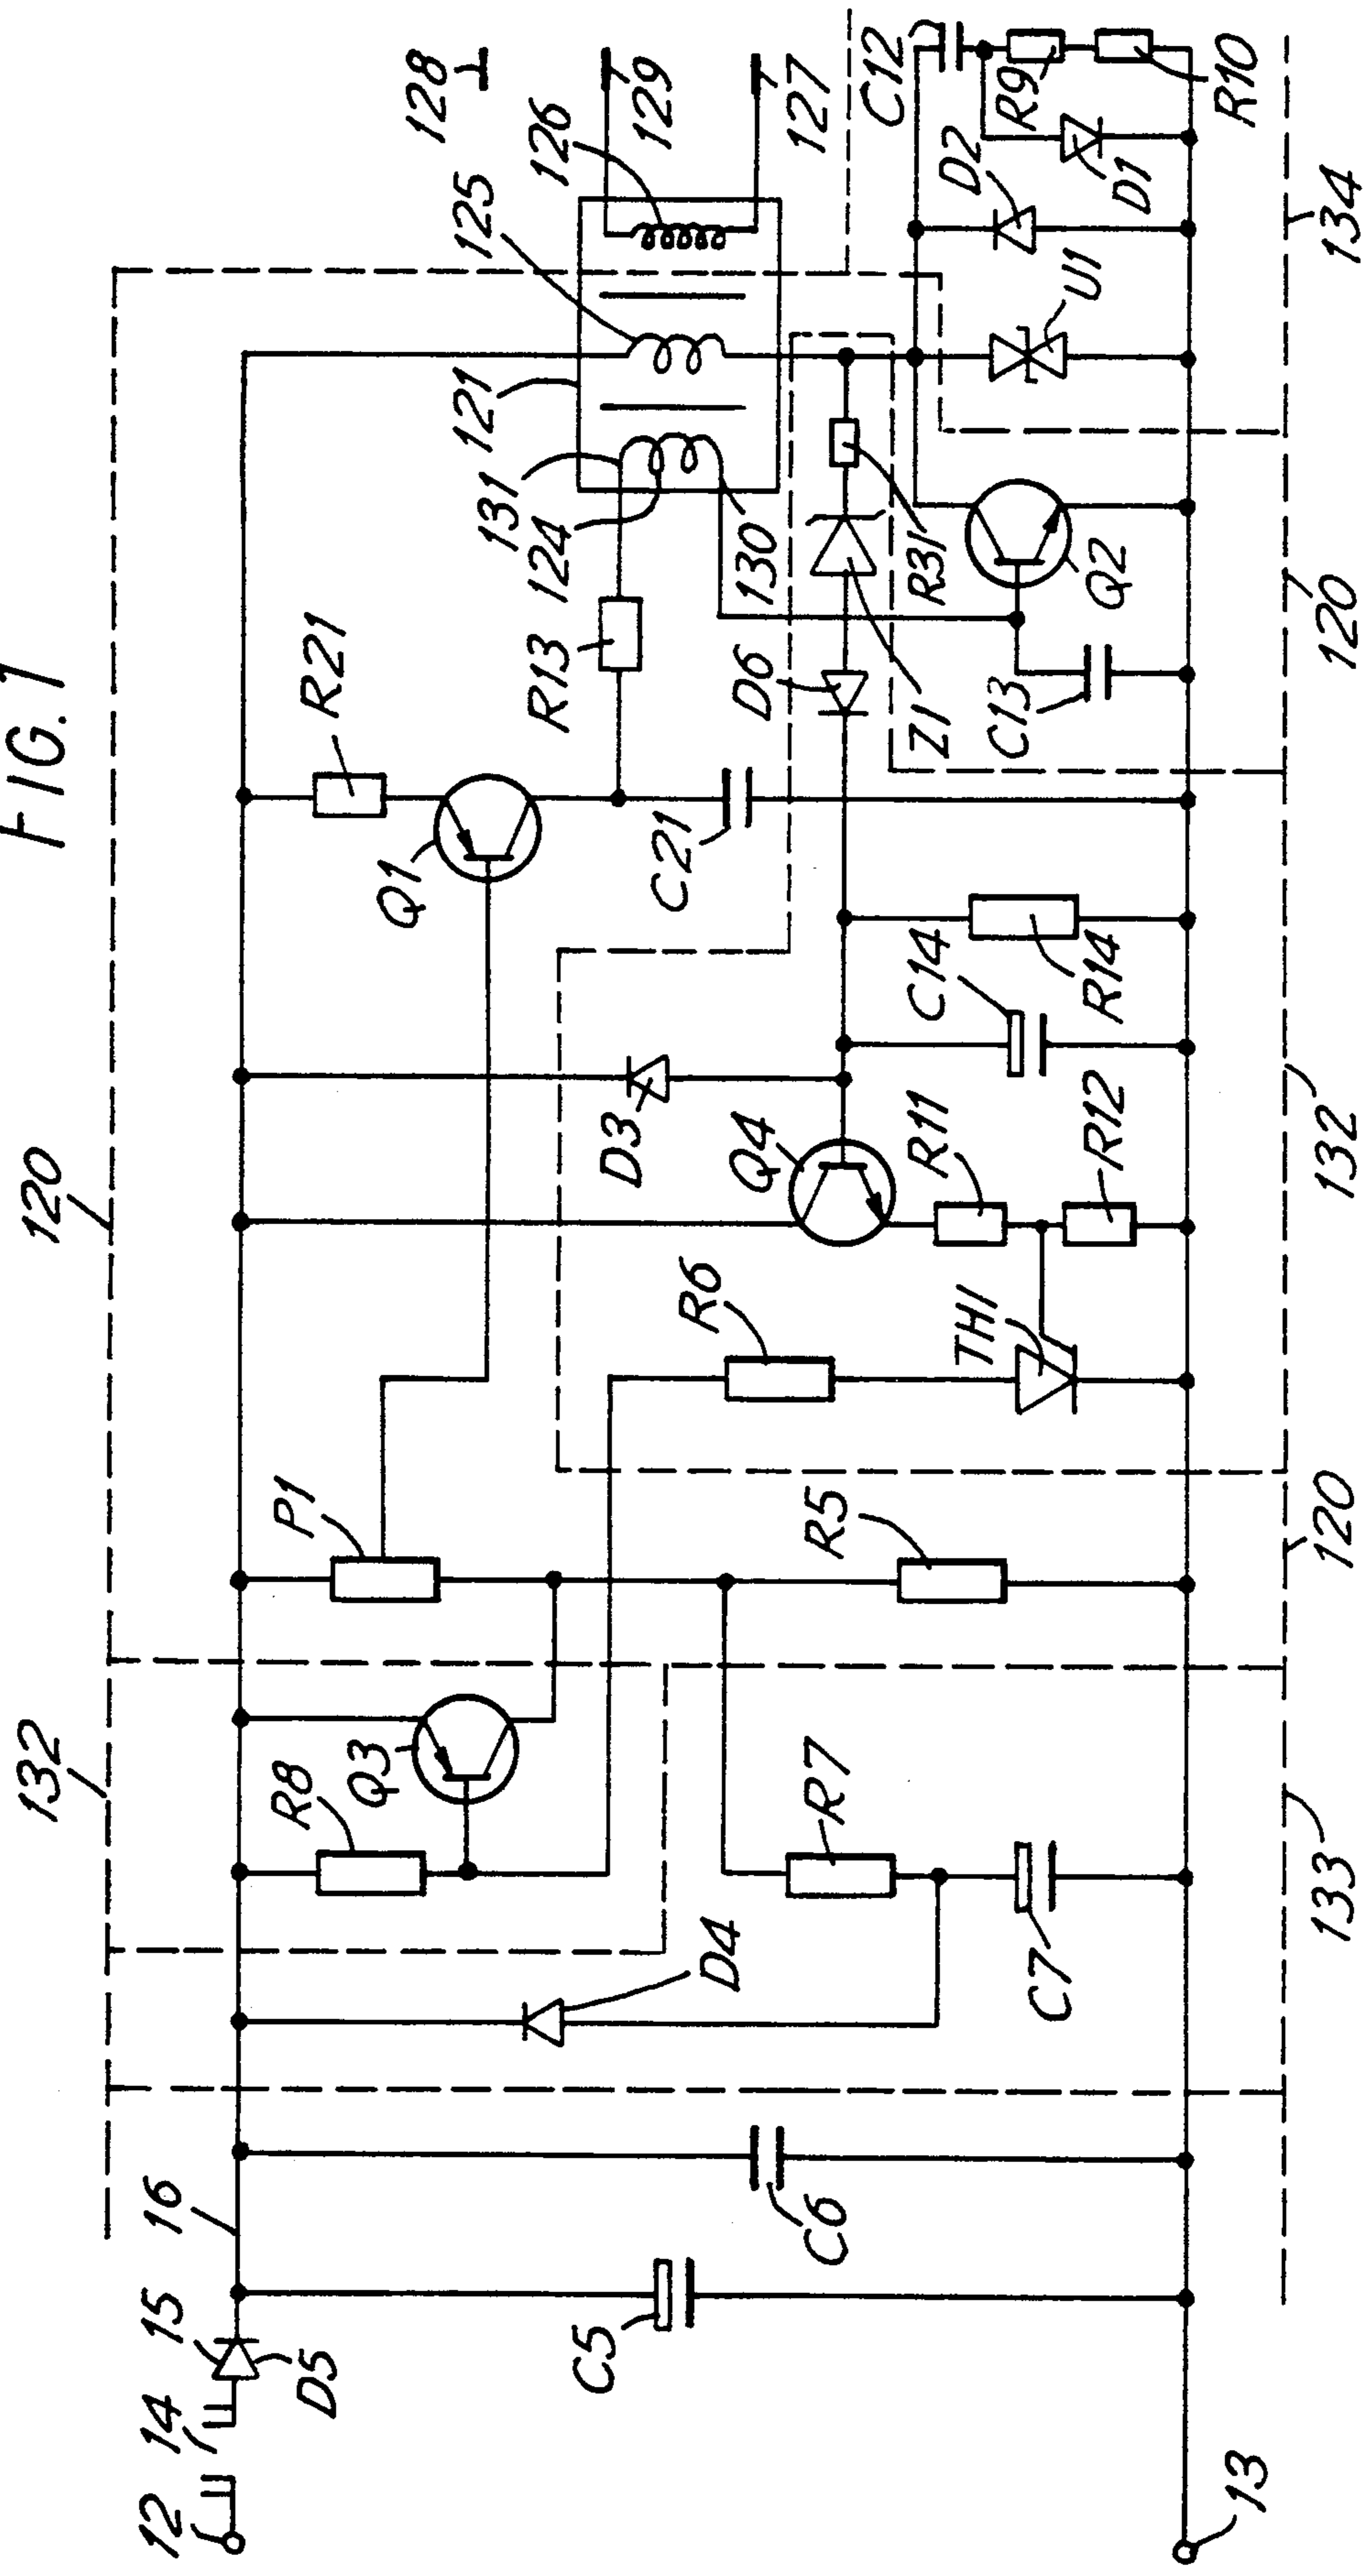 FIG. 1
120
132
128
129
126
127
125
121
131
124
130
R21
R13
Q1
C21
D6
Z1
R31
C12
R9
R10
D2
D1
U1
134
Q2
C13
120
D3
C14
R14
Q4
R11
R12
132
R6
TH1
P1
R5
120
R8
Q3
R7
D4
C7
133
16
C6
15
14
D5
C5
12
13